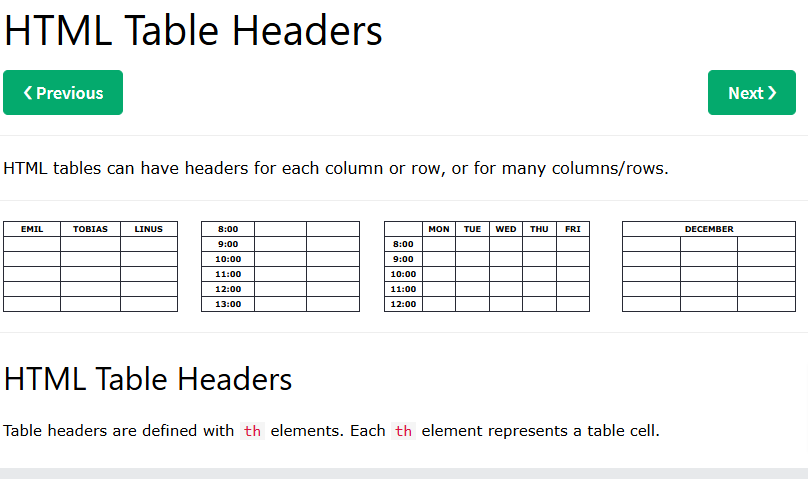 HTML Table Headers
❮ Previous
Next ❯
HTML tables can have headers for each column or row, or for many columns/rows.
EMIL TOBIAS LINUS
8:00
9:00
10:00
11:00
12:00
13:00
MON TUE WED THU FRI
8:00
9:00
10:00
11:00
12:00
DECEMBER
HTML Table Headers
Table headers are defined with th elements. Each th element represents a table cell.